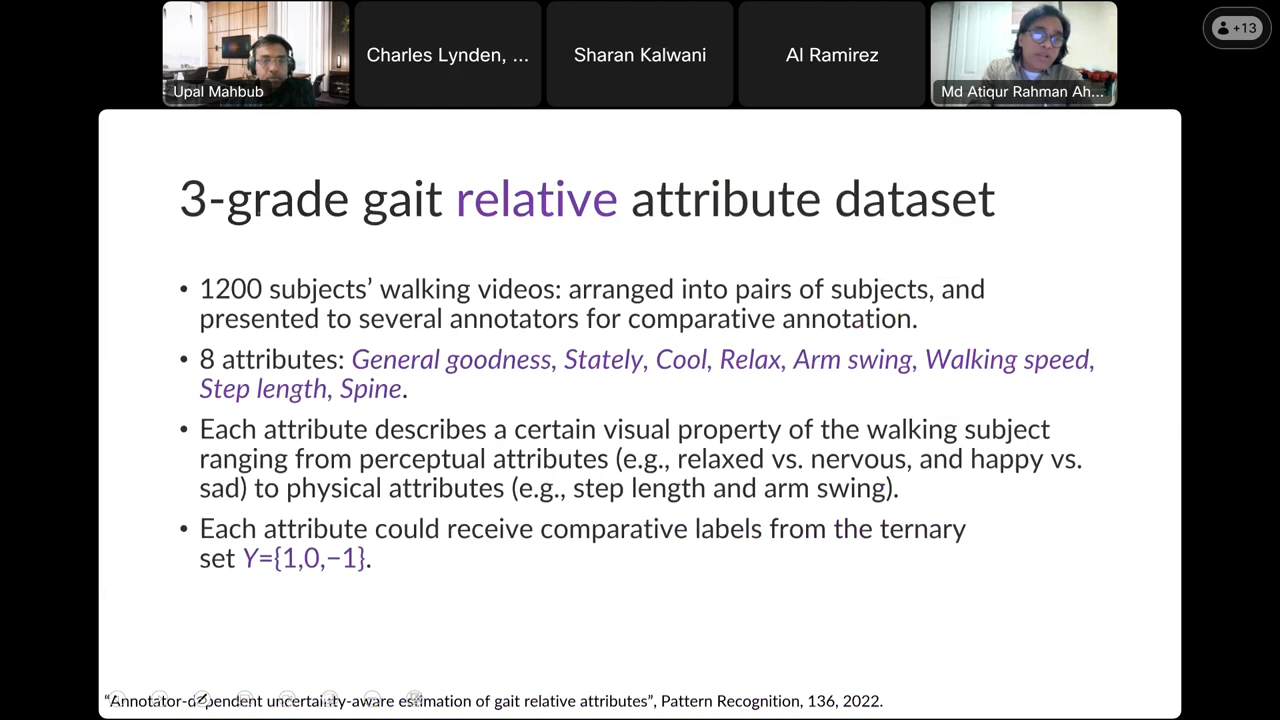 Upal Mahbub
Charles Lynden, ...
Sharan Kalwani
Al Ramirez
Md Atiqur Rahman Ah...
+13
3-grade gait relative attribute dataset
• 1200 subjects’ walking videos: arranged into pairs of subjects, and
presented to several annotators for comparative annotation.
• 8 attributes: General goodness, Stately, Cool, Relax, Arm swing, Walking speed,
Step length, Spine.
• Each attribute describes a certain visual property of the walking subject
ranging from perceptual attributes (e.g., relaxed vs. nervous, and happy vs.
sad) to physical attributes (e.g., step length and arm swing).
• Each attribute could receive comparative labels from the ternary
set Y={1,0,−1}.
“Annotator-dependent uncertainty-aware estimation of gait relative attributes”, Pattern Recognition, 136, 2022.